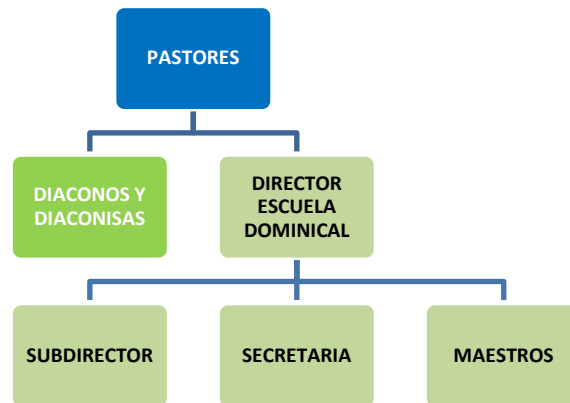 PASTORES
DIACONOS Y
DIACONISAS
DIRECTOR
ESCUELA
DOMINICAL
SUBDIRECTOR
SECRETARIA
MAESTROS